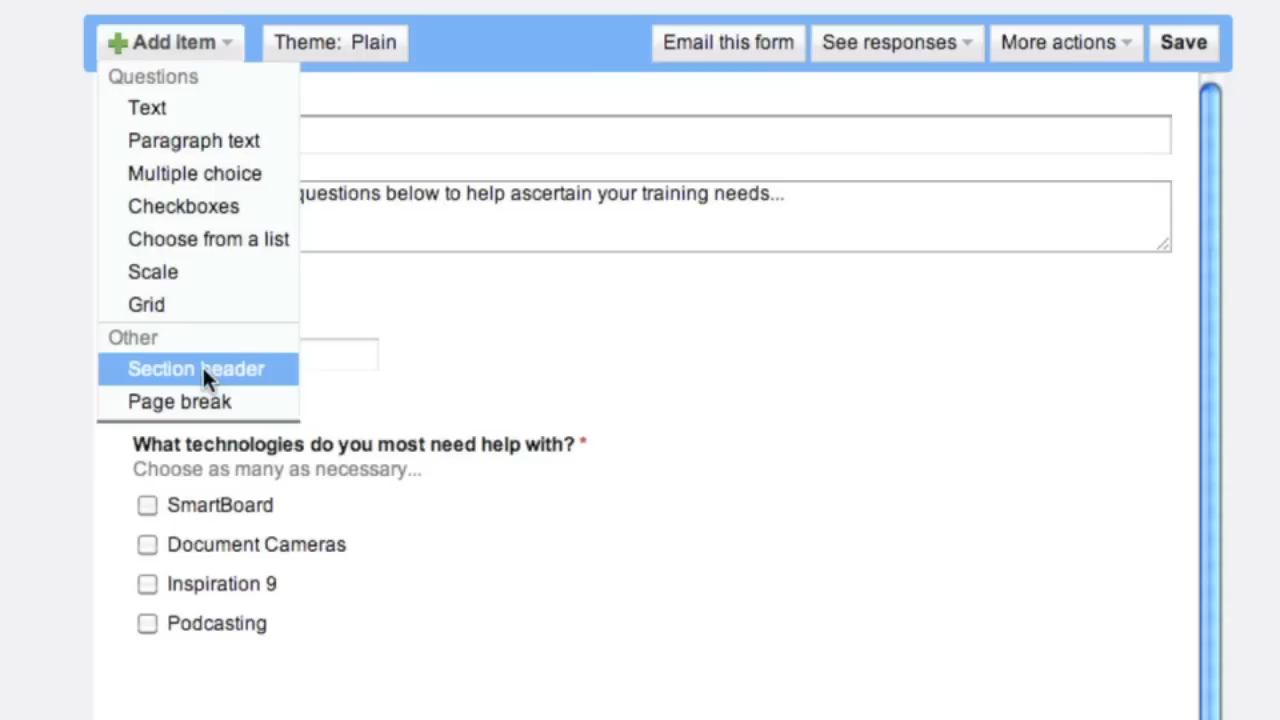 Add Item
Theme: Plain
Email this form
See responses
More actions
Save
Questions
Text
Paragraph text
Multiple choice
Checkboxes
Choose from a list
Scale
Grid
Other
Section header
Page break
questions below to help ascertain your training needs...
What technologies do you most need help with? *
Choose as many as necessary...
SmartBoard
Document Cameras
Inspiration 9
Podcasting